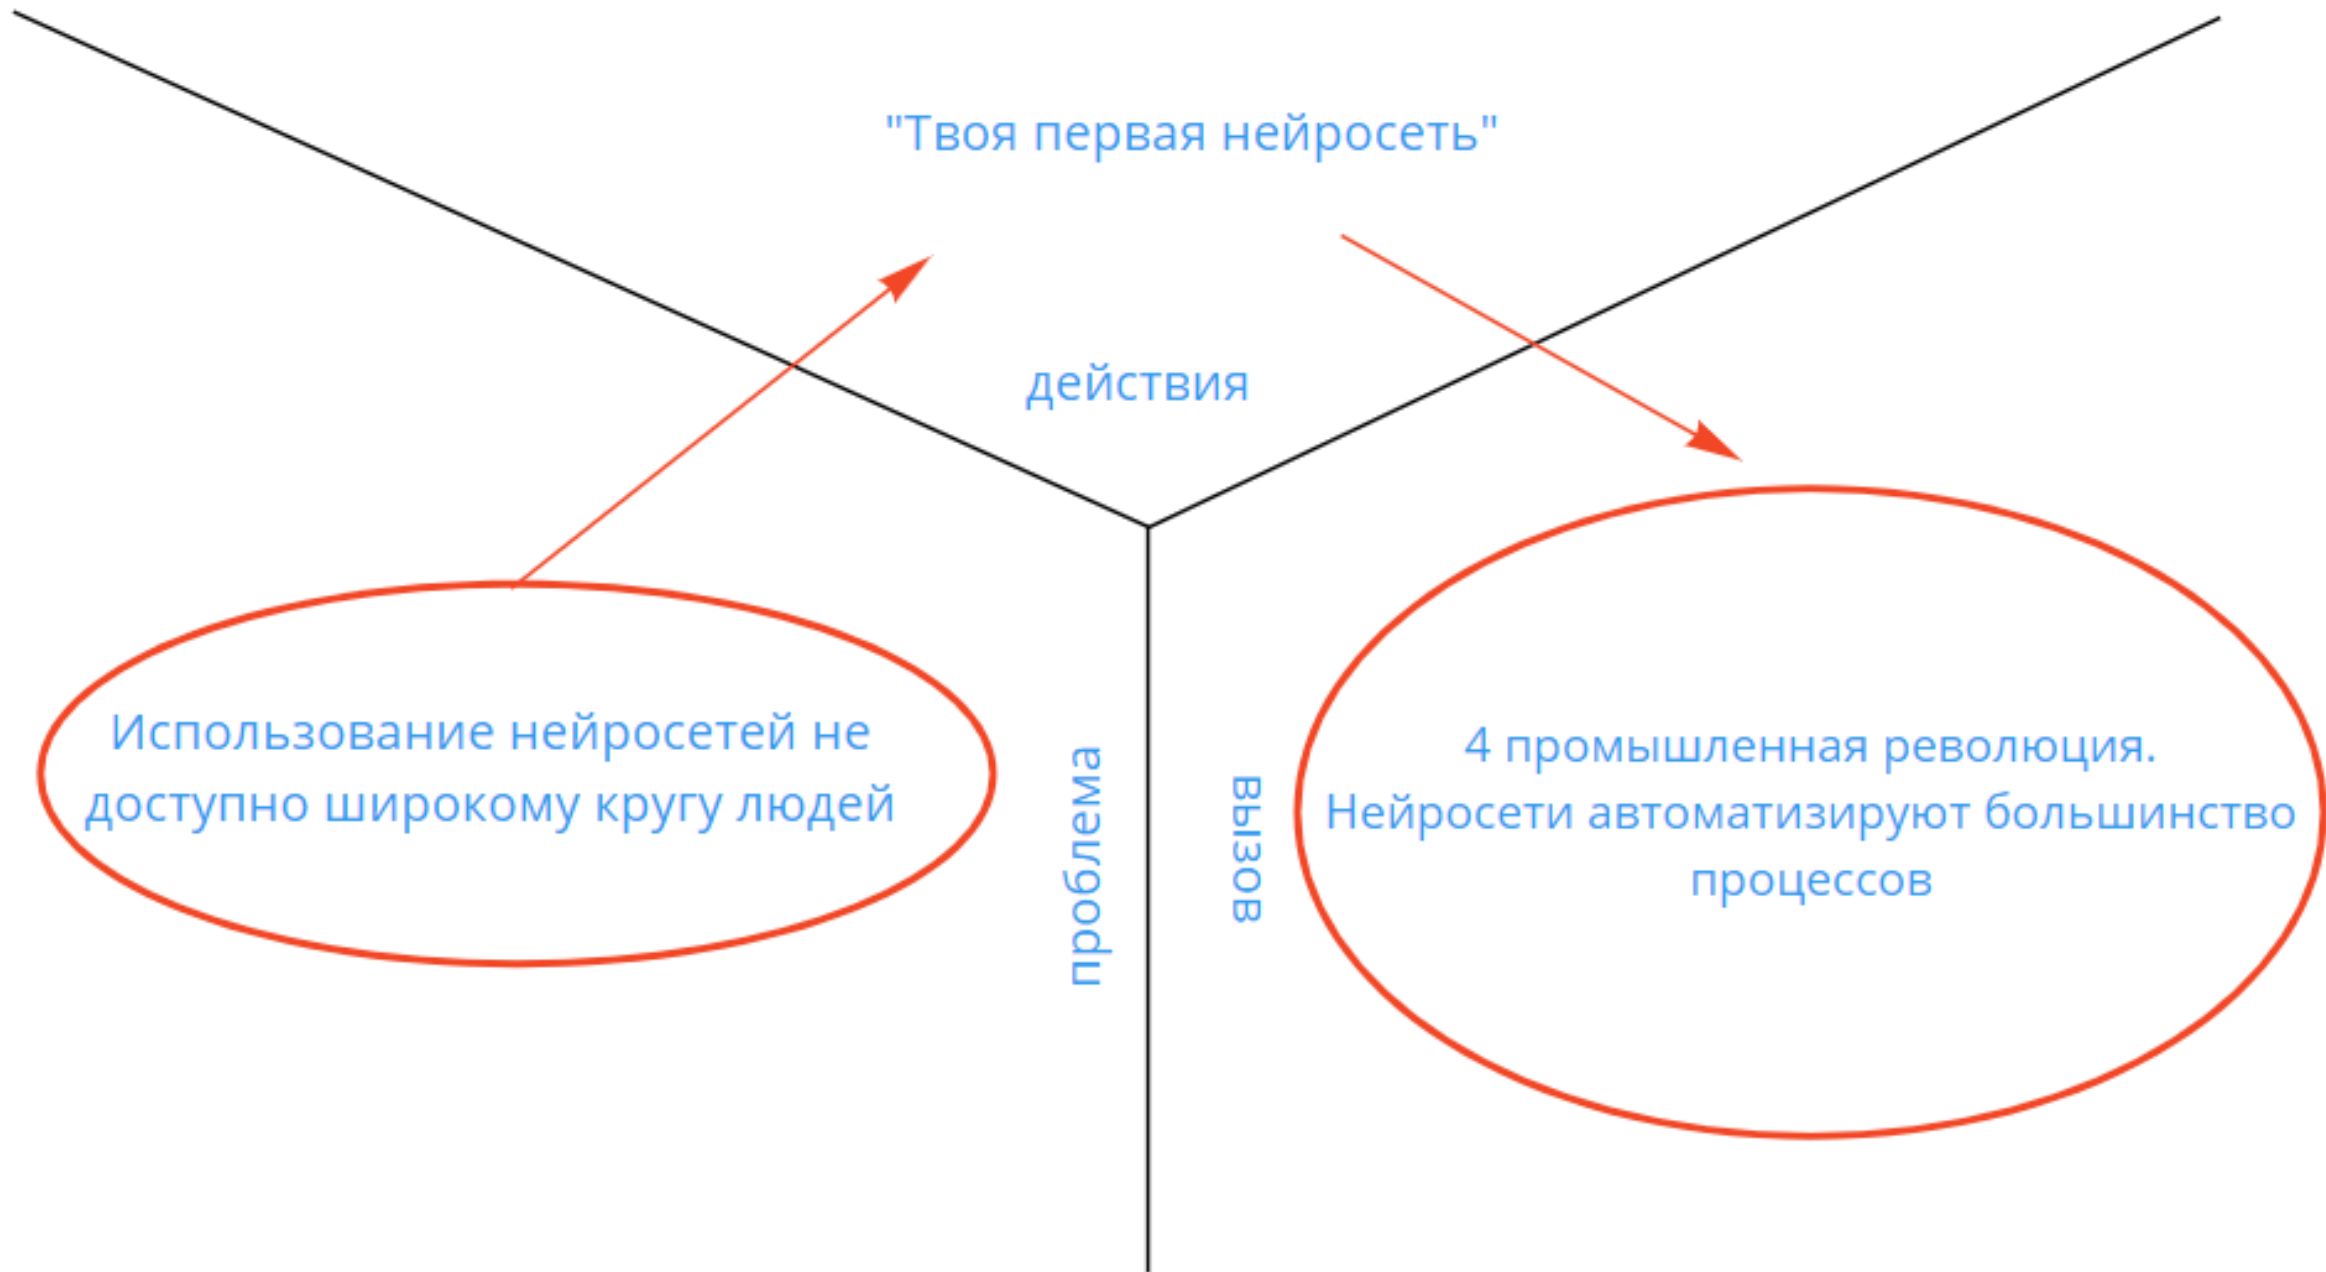 "Твоя первая нейросеть"
действия
Использование нейросетей не
доступно широкому кругу людей
проблема
вызов
4 промышленная революция.
Нейросети автоматизируют большинство
процессов